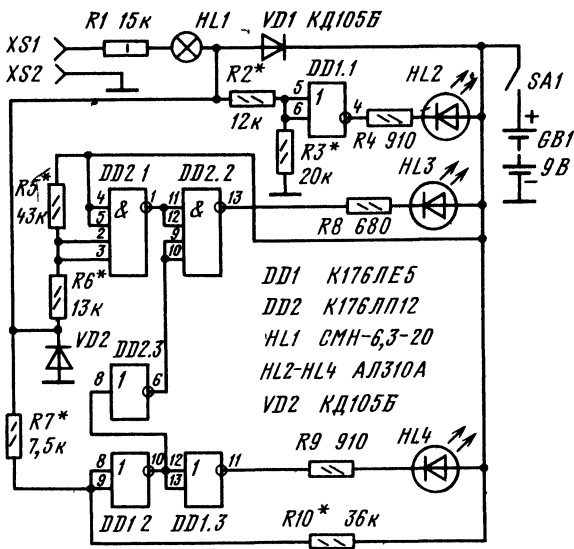 R1 15к HL1 VD1 КД105Б
XS1
XS2
R2*
12к
DD1.1
5
6
1
4
HL2
R4 910
R3*
20к
SA1
+
GB1
9В
−
R5*
43к
DD2.1
4
5
2
3
&
1
DD2.2
11
12
9
10
&
13
HL3
R8 680
R6*
13к
VD2
DD2.3
8
1
6
DD1 К176ЛЕ5
DD2 К176ЛП12
HL1 СМН-6,3-20
HL2-HL4 АЛ310А
VD2 КД105Б
R7*
7,5к
8
9
1
10
12
13
1
11
R9 910
HL4
DD1.2
DD1.3
R10* 36к